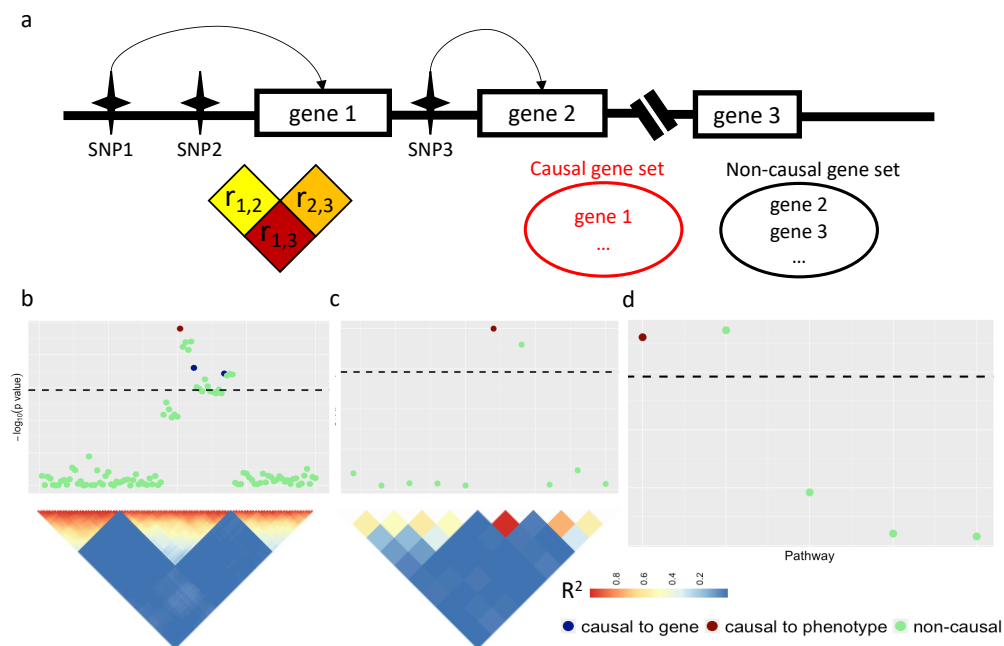 a
gene 1
gene 2
gene 3
SNP1
SNP2
SNP3
Causal gene set
Non-causal gene set
r1,2
r2,3
r1,3
gene 1
...
gene 2
gene 3
...
b
c
d
−log10(p value)
Pathway
R2
0.8
0.6
0.4
0.2
causal to gene
causal to phenotype
non-causal